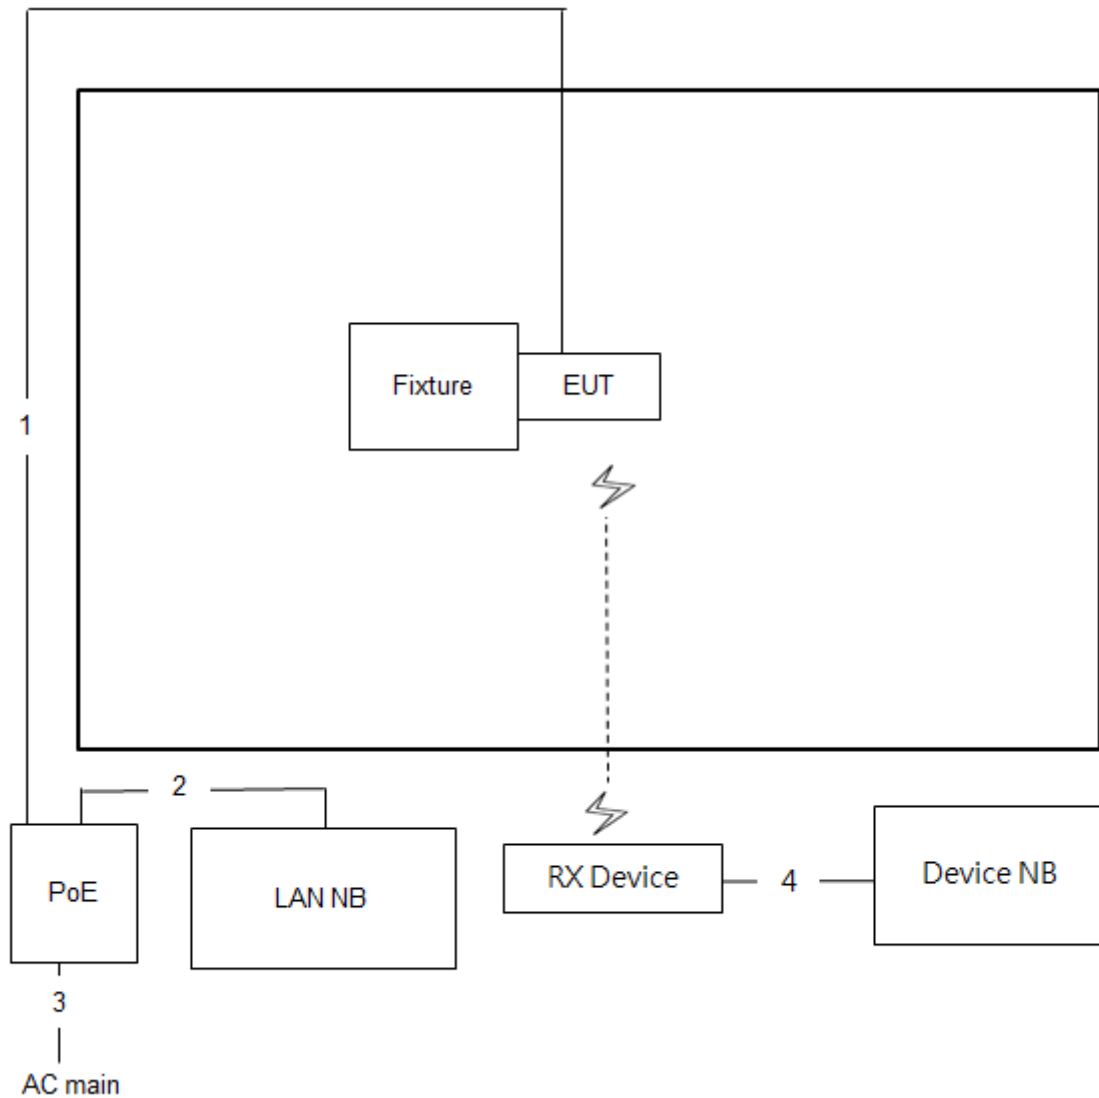 Fixture
EUT
1
2
PoE
LAN NB
RX Device
4
Device NB
3
AC main